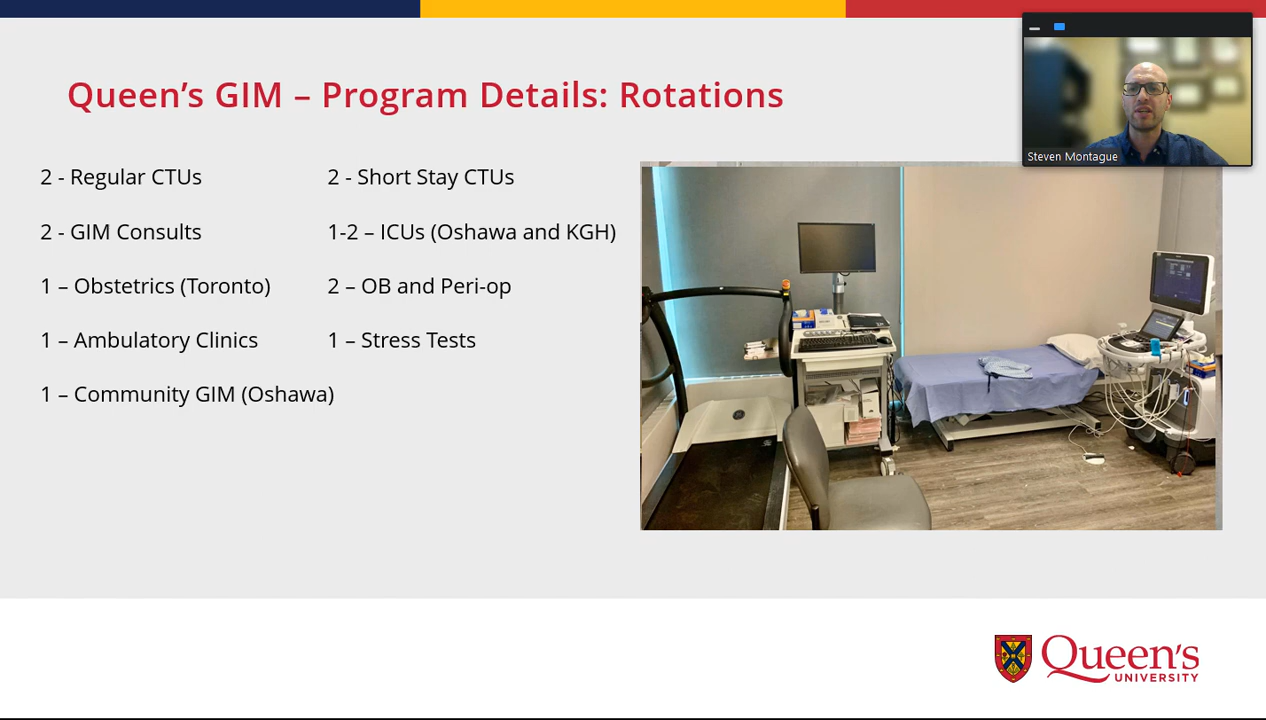 Queen's GIM – Program Details: Rotations
Steven Montague
2 - Regular CTUs
2 - GIM Consults
1 – Obstetrics (Toronto)
1 – Ambulatory Clinics
1 – Community GIM (Oshawa)
2 - Short Stay CTUs
1-2 – ICUs (Oshawa and KGH)
2 – OB and Peri-op
1 – Stress Tests
Queen's
UNIVERSITY